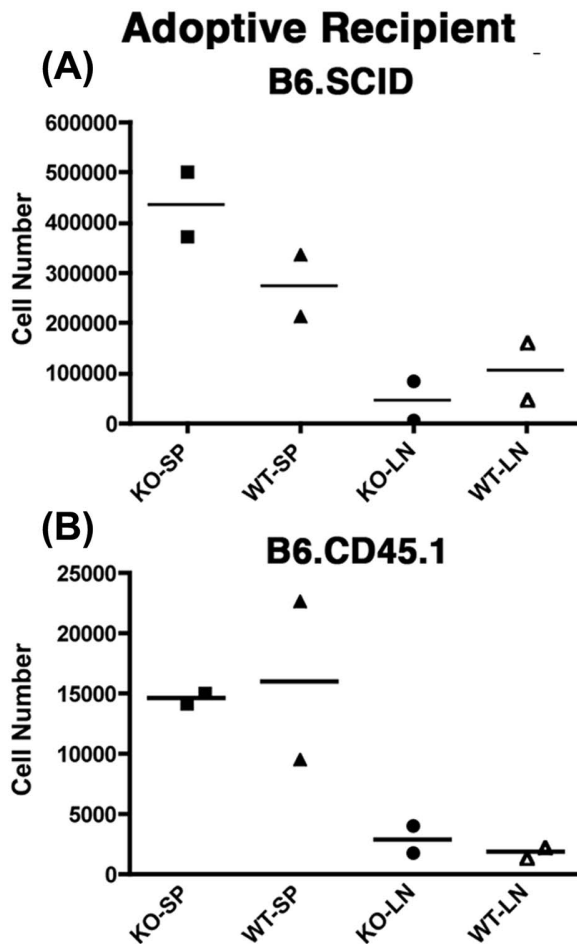 Adoptive Recipient
(A)
B6.SCID
600000
500000
400000
300000
200000
100000
0
Cell Number
KO-SP
WT-SP
KO-LN
WT-LN
(B)
B6.CD45.1
25000
20000
15000
10000
5000
0
Cell Number
KO-SP
WT-SP
KO-LN
WT-LN